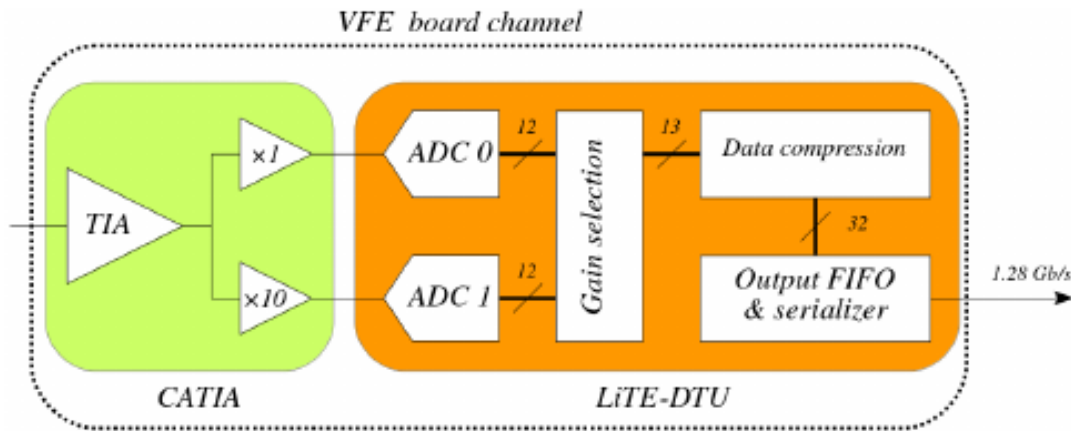 VFE board channel
TIA
×1
×10
CATIA
ADC 0
12
ADC 1
12
Gain selection
13
Data compression
32
Output FIFO
& serializer
1.28 Gb/s
LiTE-DTU